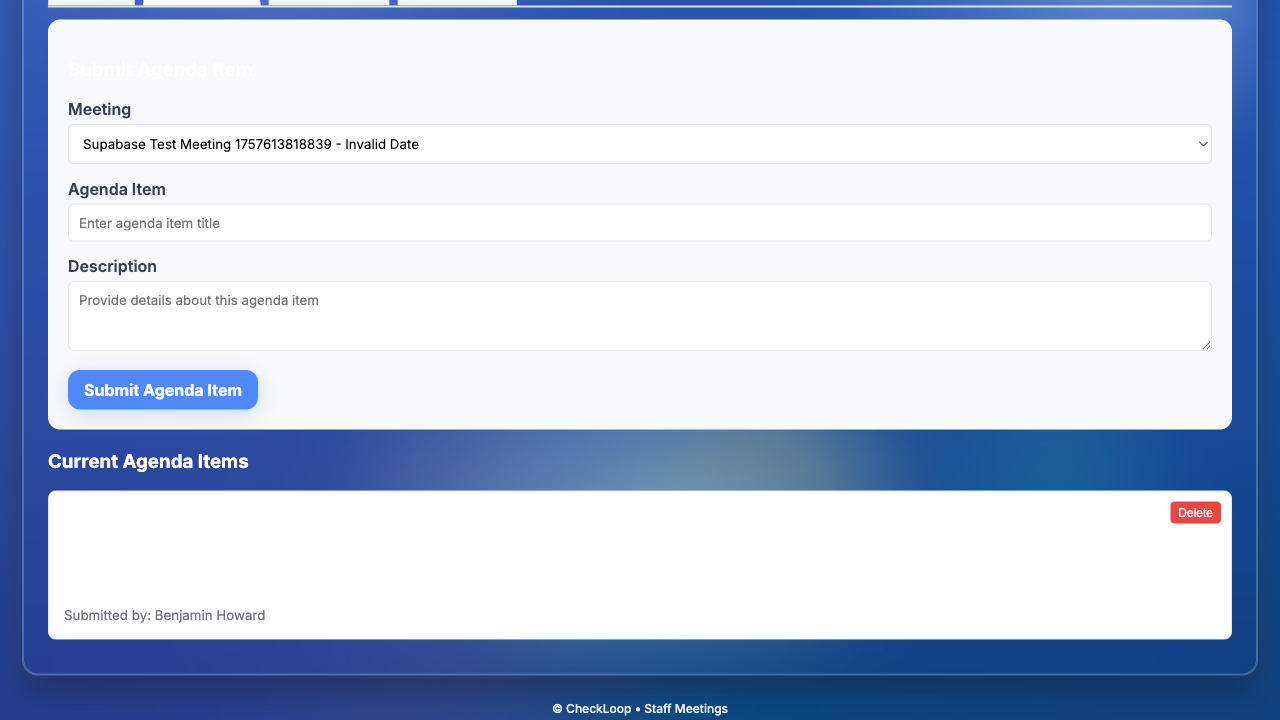 Submit Agenda Item
Meeting
Supabase Test Meeting 1757613818839 - Invalid Date
Agenda Item
Enter agenda item title
Description
Provide details about this agenda item
Submit Agenda Item
Current Agenda Items
Delete
Submitted by: Benjamin Howard
© CheckLoop • Staff Meetings